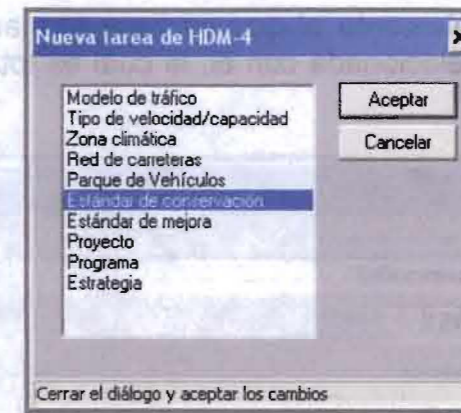 Nueva tarea de HDM-4
Modelo de tráfico
Tipo de velocidad/capacidad
Zona climática
Red de carreteras
Parque de Vehículos
Estándar de conservación
Estándar de mejora
Proyecto
Programa
Estrategia
Aceptar
Cancelar
Cerrar el diálogo y aceptar los cambios